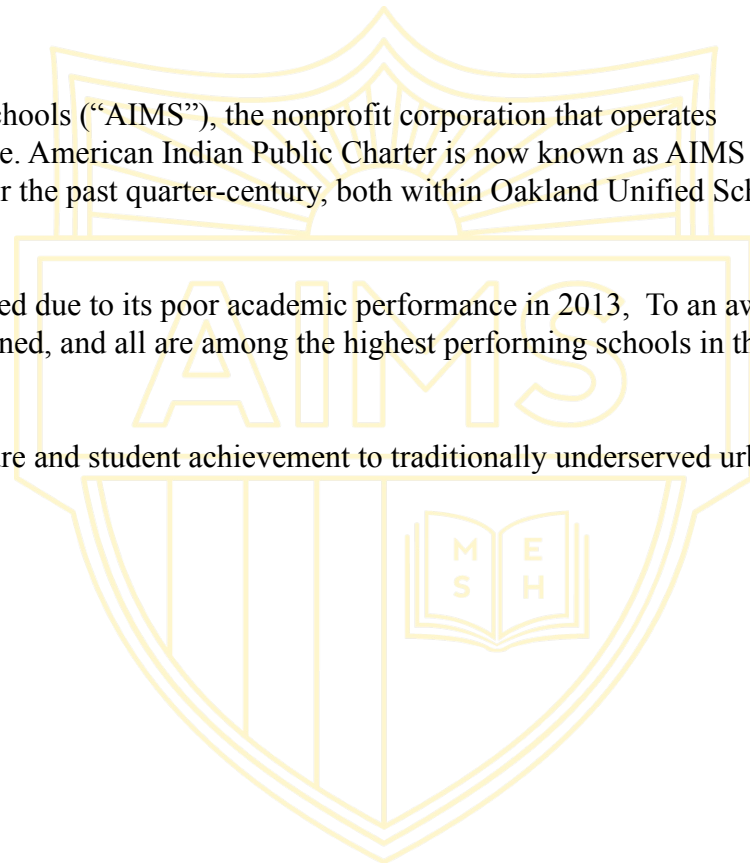 chools (“AIMS”), the nonprofit corporation that operates
e. American Indian Public Charter is now known as AIMS
r the past quarter-century, both within Oakland Unified Sch
ed due to its poor academic performance in 2013,  To an aw
ned, and all are among the highest performing schools in th
AIMS
re and student achievement to traditionally underserved urb
M E
S H